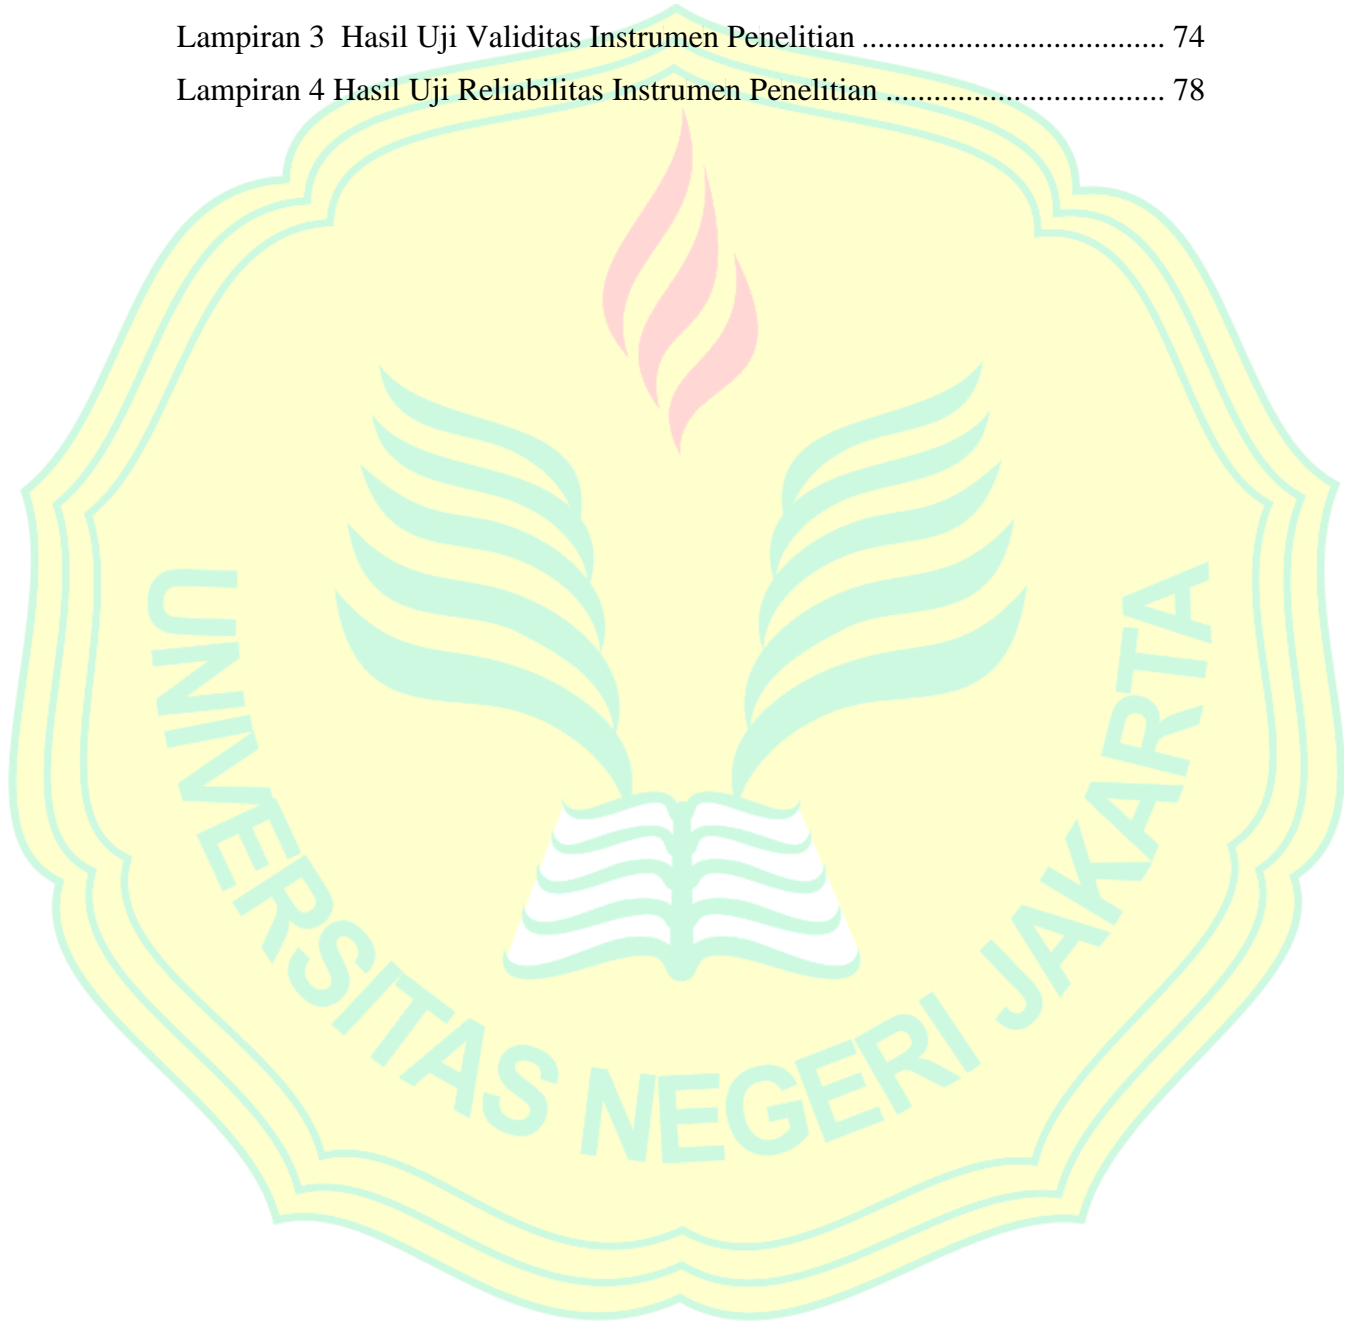 Lampiran 3  Hasil Uji Validitas Instrumen Penelitian ...................................... 74
Lampiran 4 Hasil Uji Reliabilitas Instrumen Penelitian ................................... 78
UNIVERSITAS NEGERI JAKARTA